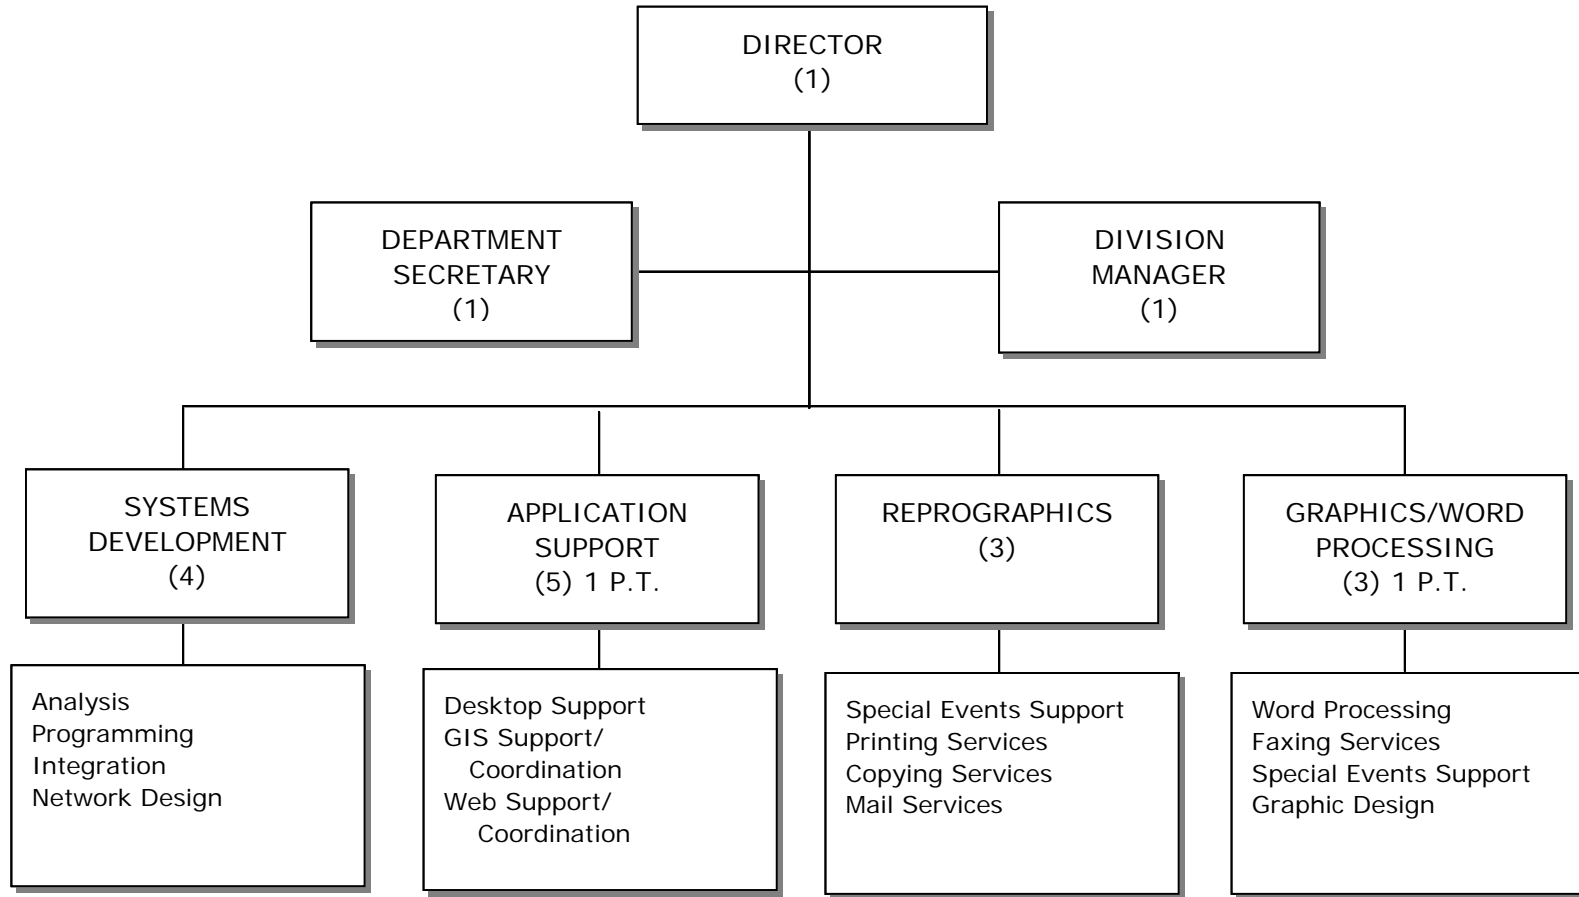 DIRECTOR
(1)
DEPARTMENT
SECRETARY
(1)
DIVISION
MANAGER
(1)
SYSTEMS
DEVELOPMENT
(4)
APPLICATION
SUPPORT
(5) 1 P.T.
REPROGRAPHICS
(3)
GRAPHICS/WORD
PROCESSING
(3) 1 P.T.
Analysis
Programming
Integration
Network Design
Desktop Support
GIS Support/
Coordination
Web Support/
Coordination
Special Events Support
Printing Services
Copying Services
Mail Services
Word Processing
Faxing Services
Special Events Support
Graphic Design